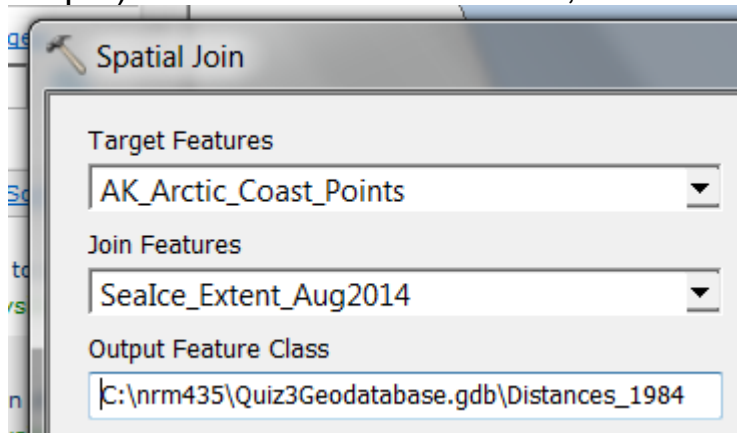 Spatial Join
Target Features
AK_Arctic_Coast_Points
Join Features
SeaIce_Extent_Aug2014
Output Feature Class
C:\nrm435\Quiz3Geodatabase.gdb\Distances_1984